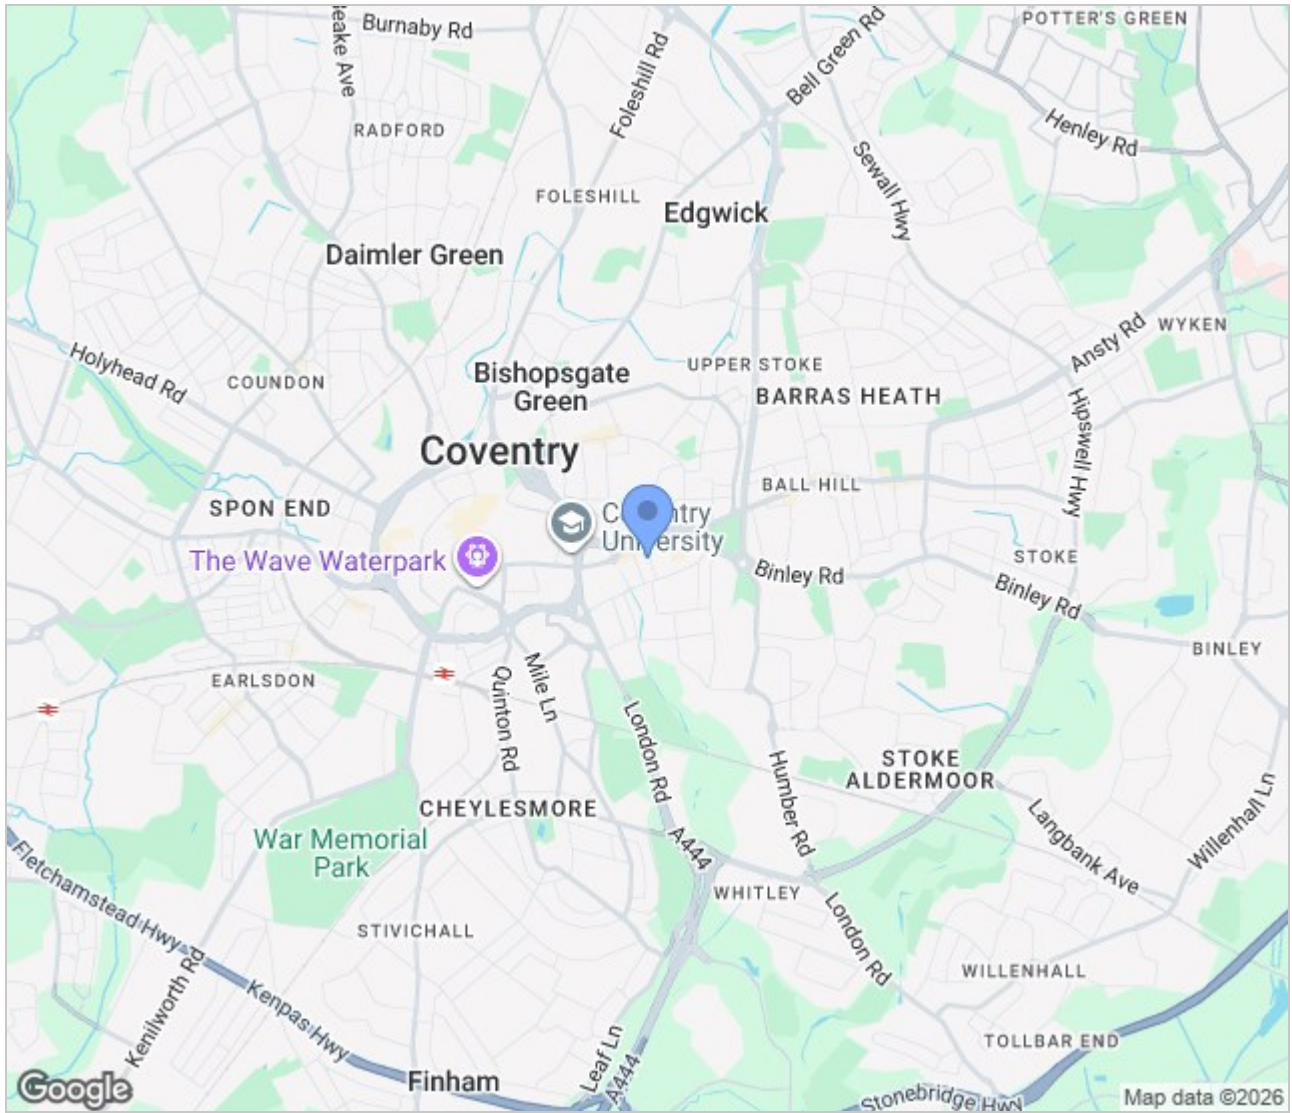 Burnaby Rd
POTTER'S GREEN
Foleshill Rd
Bell Green Rd
RADFORD
Henley Rd
Sewall Hwy
FOLESHILL
Edgwick
Daimler Green
WYKEN
Ansty Rd
Holyhead Rd
COUNDON
Bishopsgate
Green
UPPER STOKE
BARRAS HEATH
Hipswell Hwy
Coventry
BALL HILL
SPON END
University
The Wave Waterpark
Binley Rd
STOKE
Binley Rd
BINLEY
EARLSDON
Quinton Rd
Mile Ln
London Rd
Humber Rd
STOKE
ALDERMOOR
CHEYLESMORE
War Memorial
Park
A444
Langbank Ave
Willenhall Ln
Fletchamstead Hwy
WHITLEY
STIVICHALL
London Rd
WILLENHALL
Kenilworth Rd
Kenpas Hwy
TOLLBAR END
Leaf Ln
A444
Finham
Stonebridge Hwy
Google
Map data ©2026